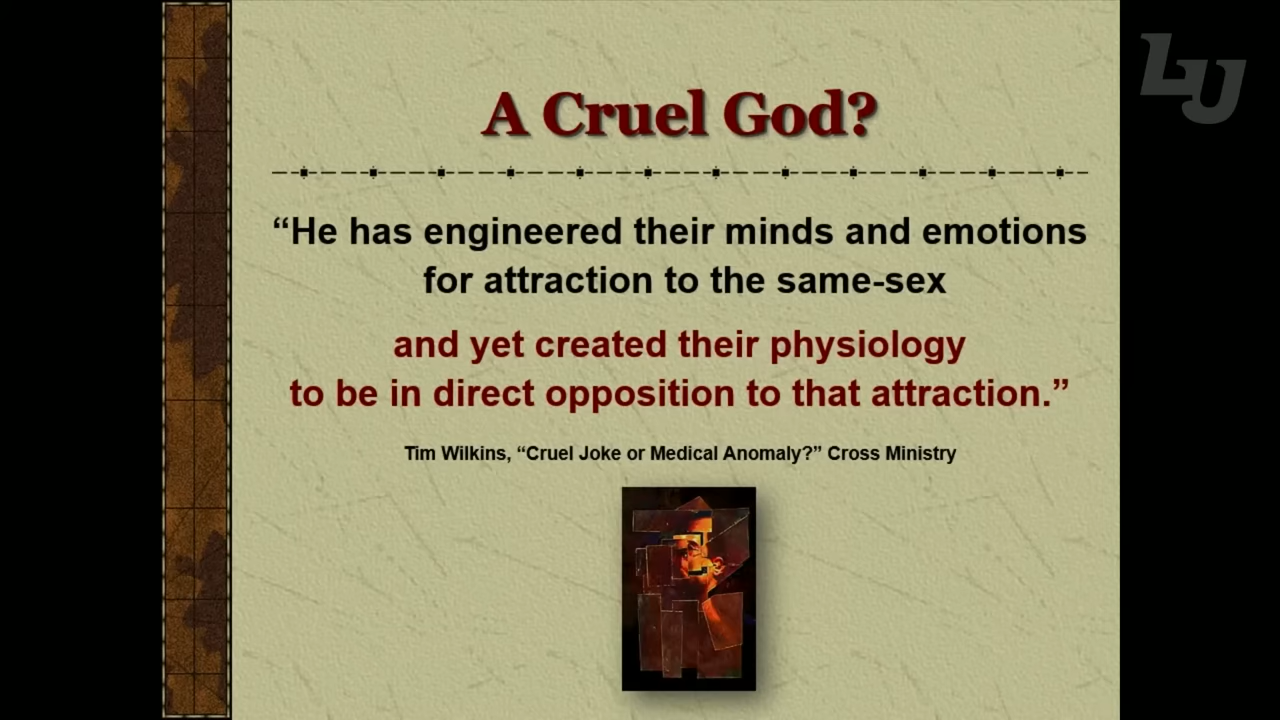 LU
A Cruel God?
“He has engineered their minds and emotions
for attraction to the same-sex
and yet created their physiology
to be in direct opposition to that attraction.”
Tim Wilkins, “Cruel Joke or Medical Anomaly?” Cross Ministry